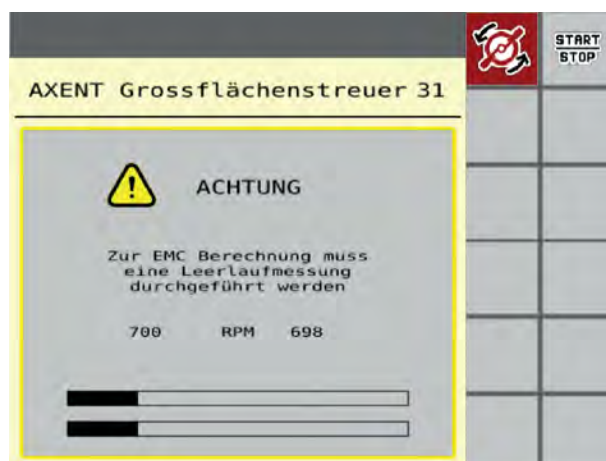 START
STOP
AXENT Grossflächenstreuer 31
ACHTUNG
Zur EMC Berechnung muss
eine Leerlaufmessung
durchgeführt werden
700 RPM 698